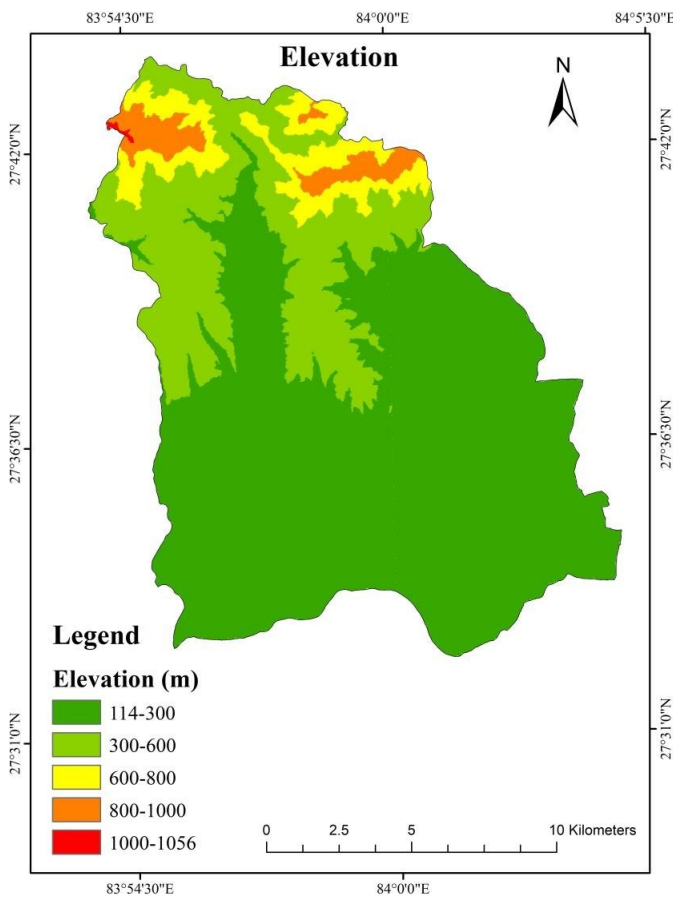 83°54'30"E 84°0'0"E 84°5'30"E
Elevation
N
27°42'0"N 27°42'0"N
27°36'30"N 27°36'30"N
27°31'0"N 27°31'0"N
Legend
Elevation (m)
114-300
300-600
600-800
800-1000
1000-1056
0 2.5 5 10 Kilometers
83°54'30"E 84°0'0"E